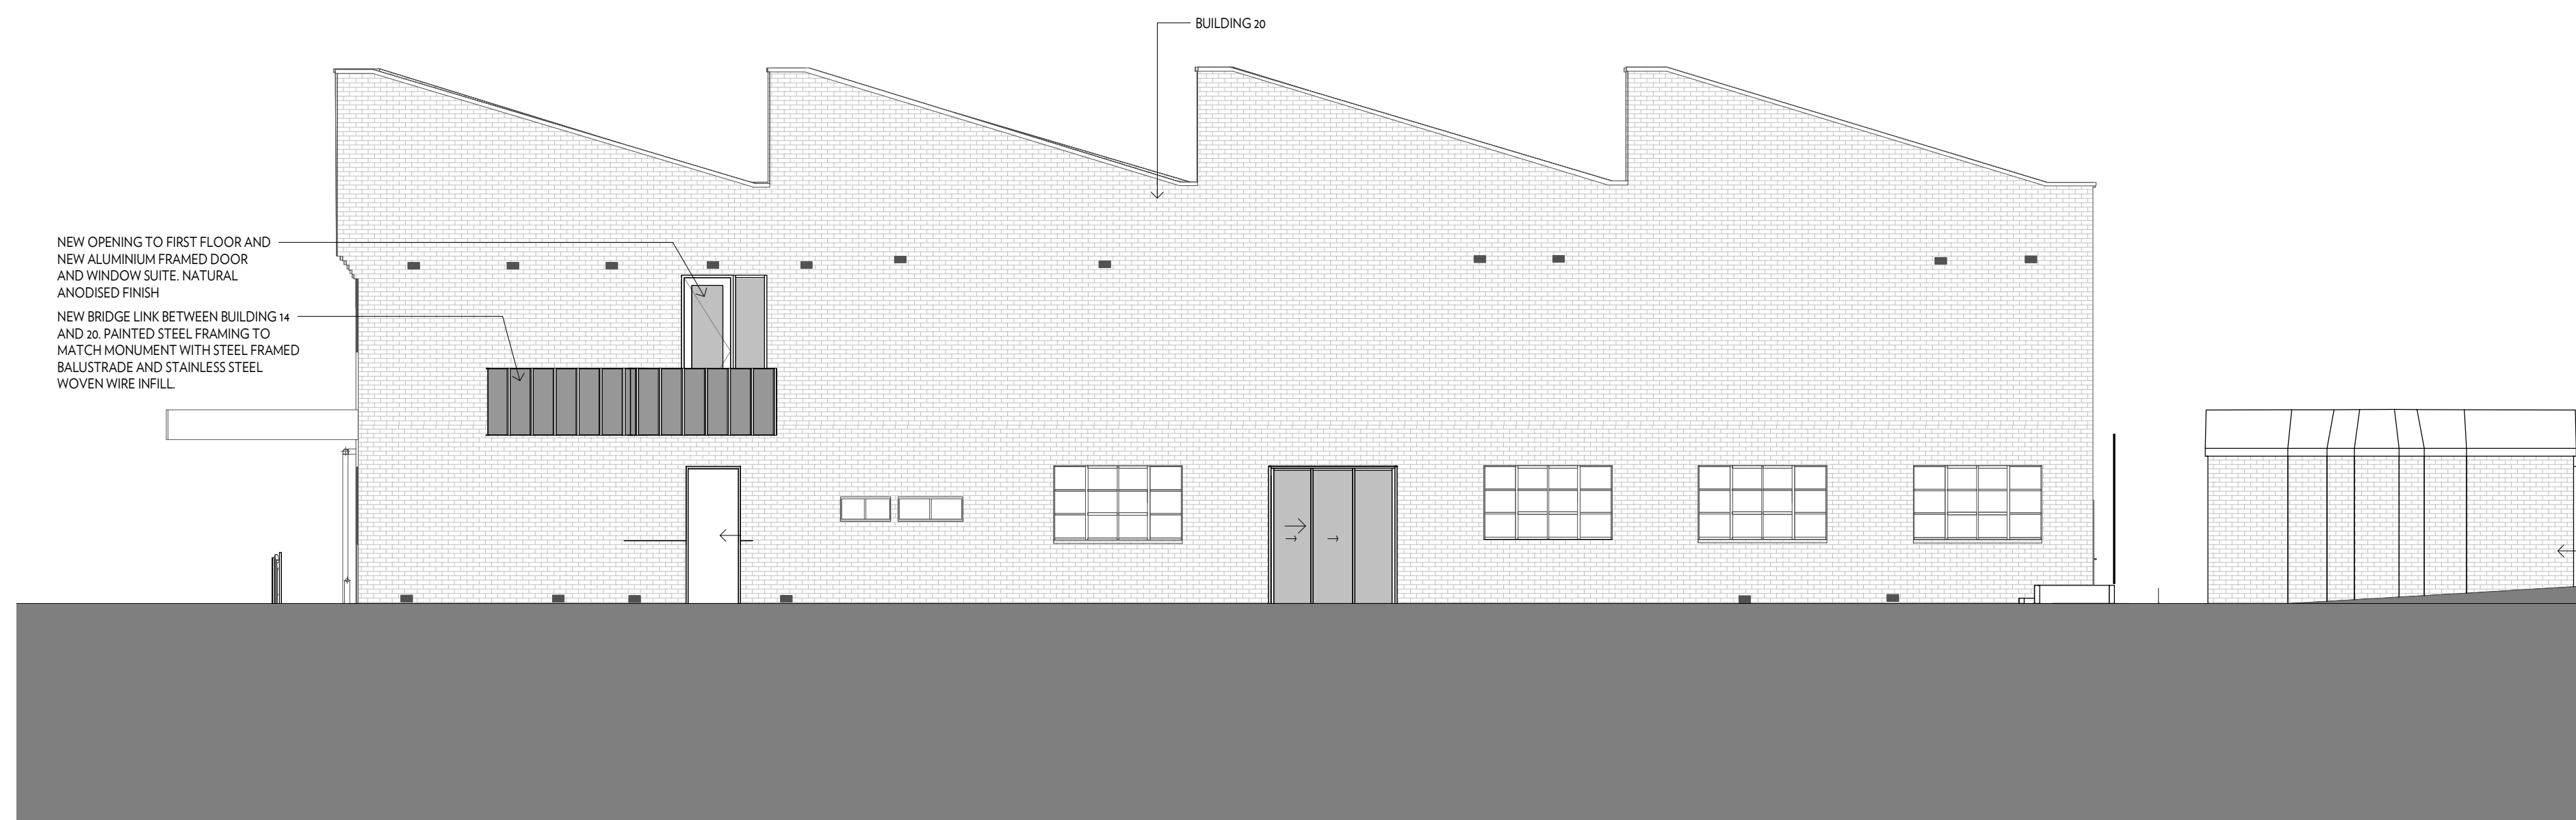 BUILDING 20
NEW OPENING TO FIRST FLOOR AND
NEW ALUMINIUM FRAMED DOOR
AND WINDOW SUITE. NATURAL
ANODISED FINISH
NEW BRIDGE LINK BETWEEN BUILDING 14
AND 20. PAINTED STEEL FRAMING TO
MATCH MONUMENT WITH STEEL FRAMED
BALUSTRADE AND STAINLESS STEEL
WOVEN WIRE INFILL.